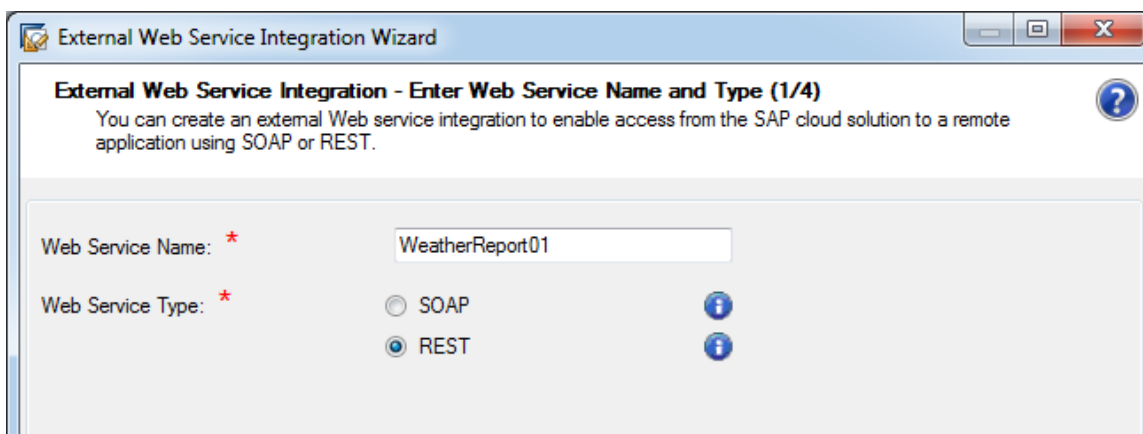 External Web Service Integration Wizard
External Web Service Integration - Enter Web Service Name and Type (1/4)
You can create an external Web service integration to enable access from the SAP cloud solution to a remote
application using SOAP or REST.
Web Service Name: * WeatherReport01
Web Service Type: * SOAP
REST